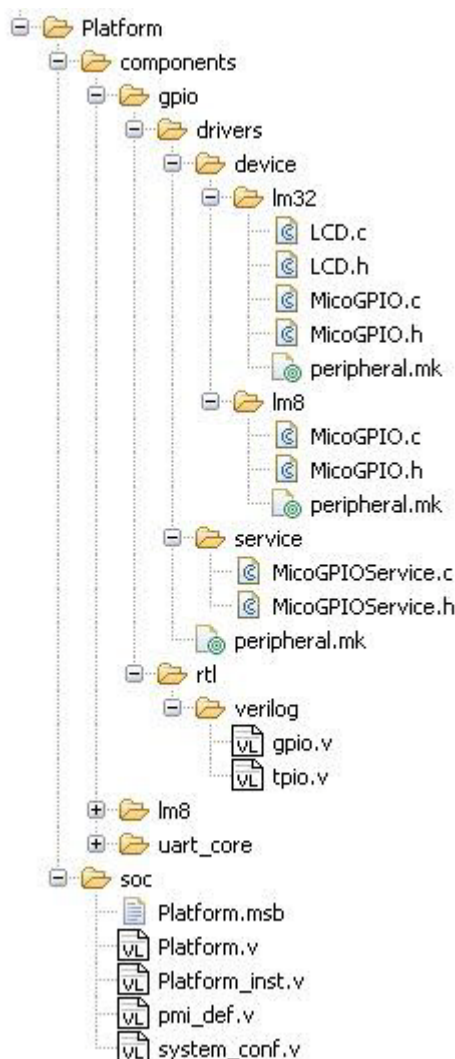 Platform
components
gpio
drivers
device
lm32
LCD.c
LCD.h
MicoGPIO.c
MicoGPIO.h
peripheral.mk
lm8
MicoGPIO.c
MicoGPIO.h
peripheral.mk
service
MicoGPIOService.c
MicoGPIOService.h
peripheral.mk
rtl
verilog
gpio.v
tpio.v
lm8
uart_core
soc
Platform.msb
Platform.v
Platform_inst.v
pmi_def.v
system_conf.v